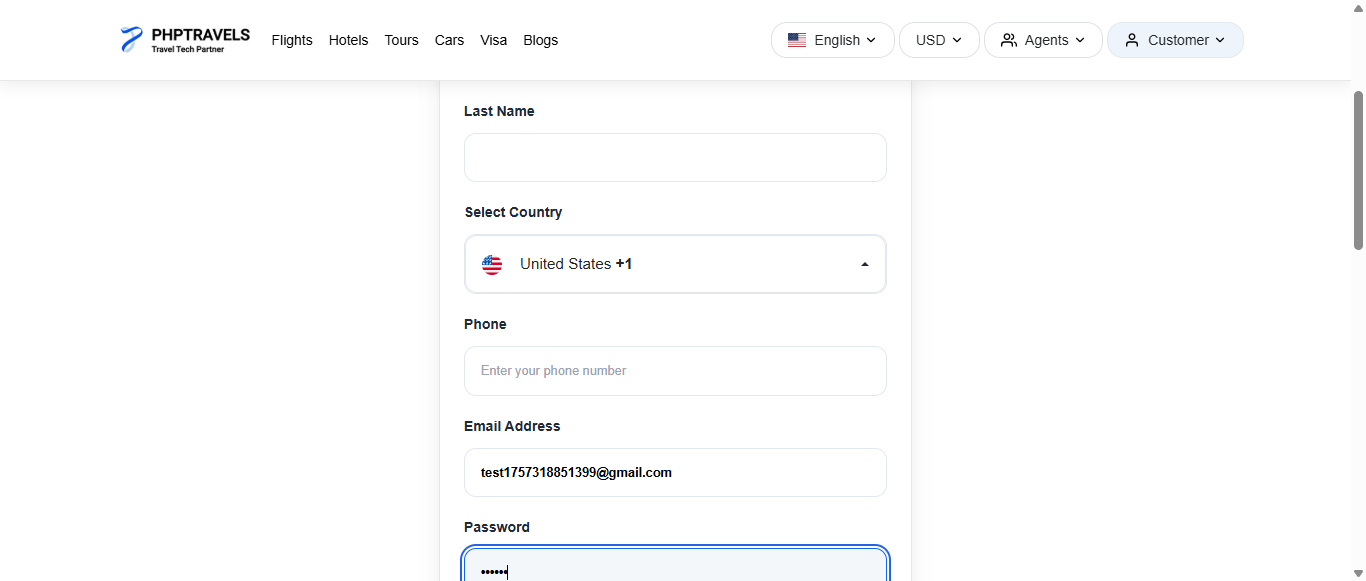 PHPTRAVELS
Travel Tech Partner
Flights Hotels Tours Cars Visa Blogs English USD Agents Customer
Last Name
Select Country
United States +1
Phone
Enter your phone number
Email Address
test1757318851399@gmail.com
Password
••••••